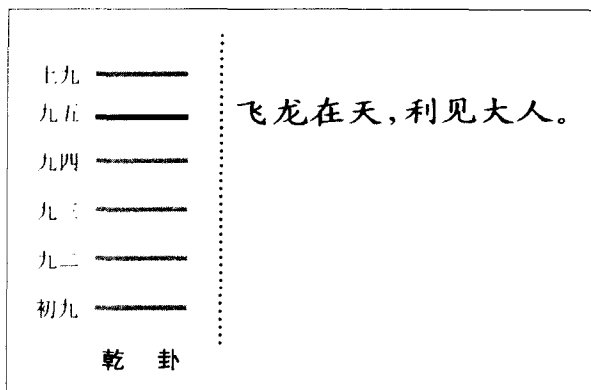 上九
九五 飞龙在天，利见大人。
九四
九三
九二
初九
乾 卦